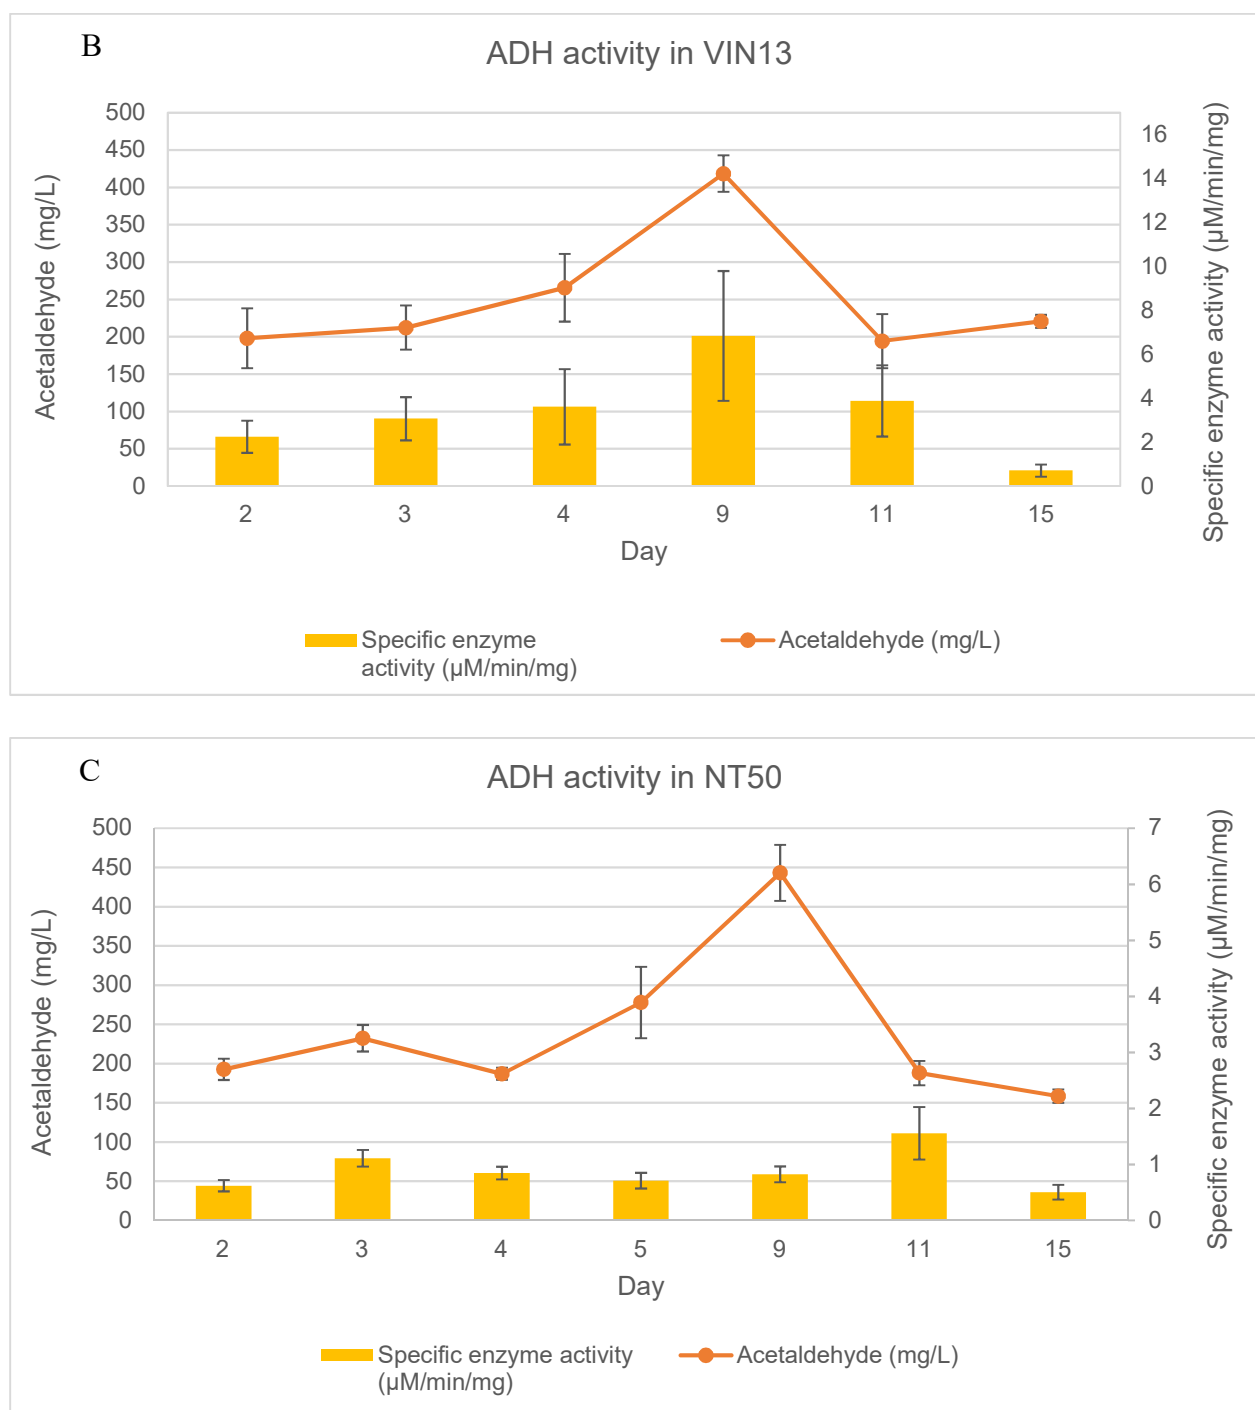 B
ADH activity in VIN13
Acetaldehyde (mg/L)
500
450
400
350
300
250
200
150
100
50
0
16
14
12
10
8
6
4
2
0
Specific enzyme activity (µM/min/mg)
2 3 4 9 11 15
Day
Specific enzyme
activity (µM/min/mg)
Acetaldehyde (mg/L)
C
ADH activity in NT50
Acetaldehyde (mg/L)
500
450
400
350
300
250
200
150
100
50
0
7
6
5
4
3
2
1
0
Specific enzyme activity (µM/min/mg)
2 3 4 5 9 11 15
Day
Specific enzyme activity
(µM/min/mg)
Acetaldehyde (mg/L)